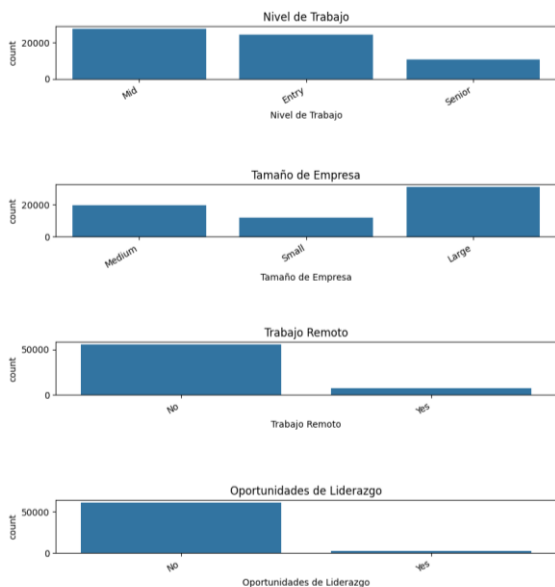 Nivel de Trabajo
20000
0
count
Mid
Entry
Senior
Nivel de Trabajo
Tamaño de Empresa
20000
0
count
Medium
Small
Large
Tamaño de Empresa
Trabajo Remoto
50000
0
count
No
Yes
Trabajo Remoto
Oportunidades de Liderazgo
50000
0
count
No
Yes
Oportunidades de Liderazgo